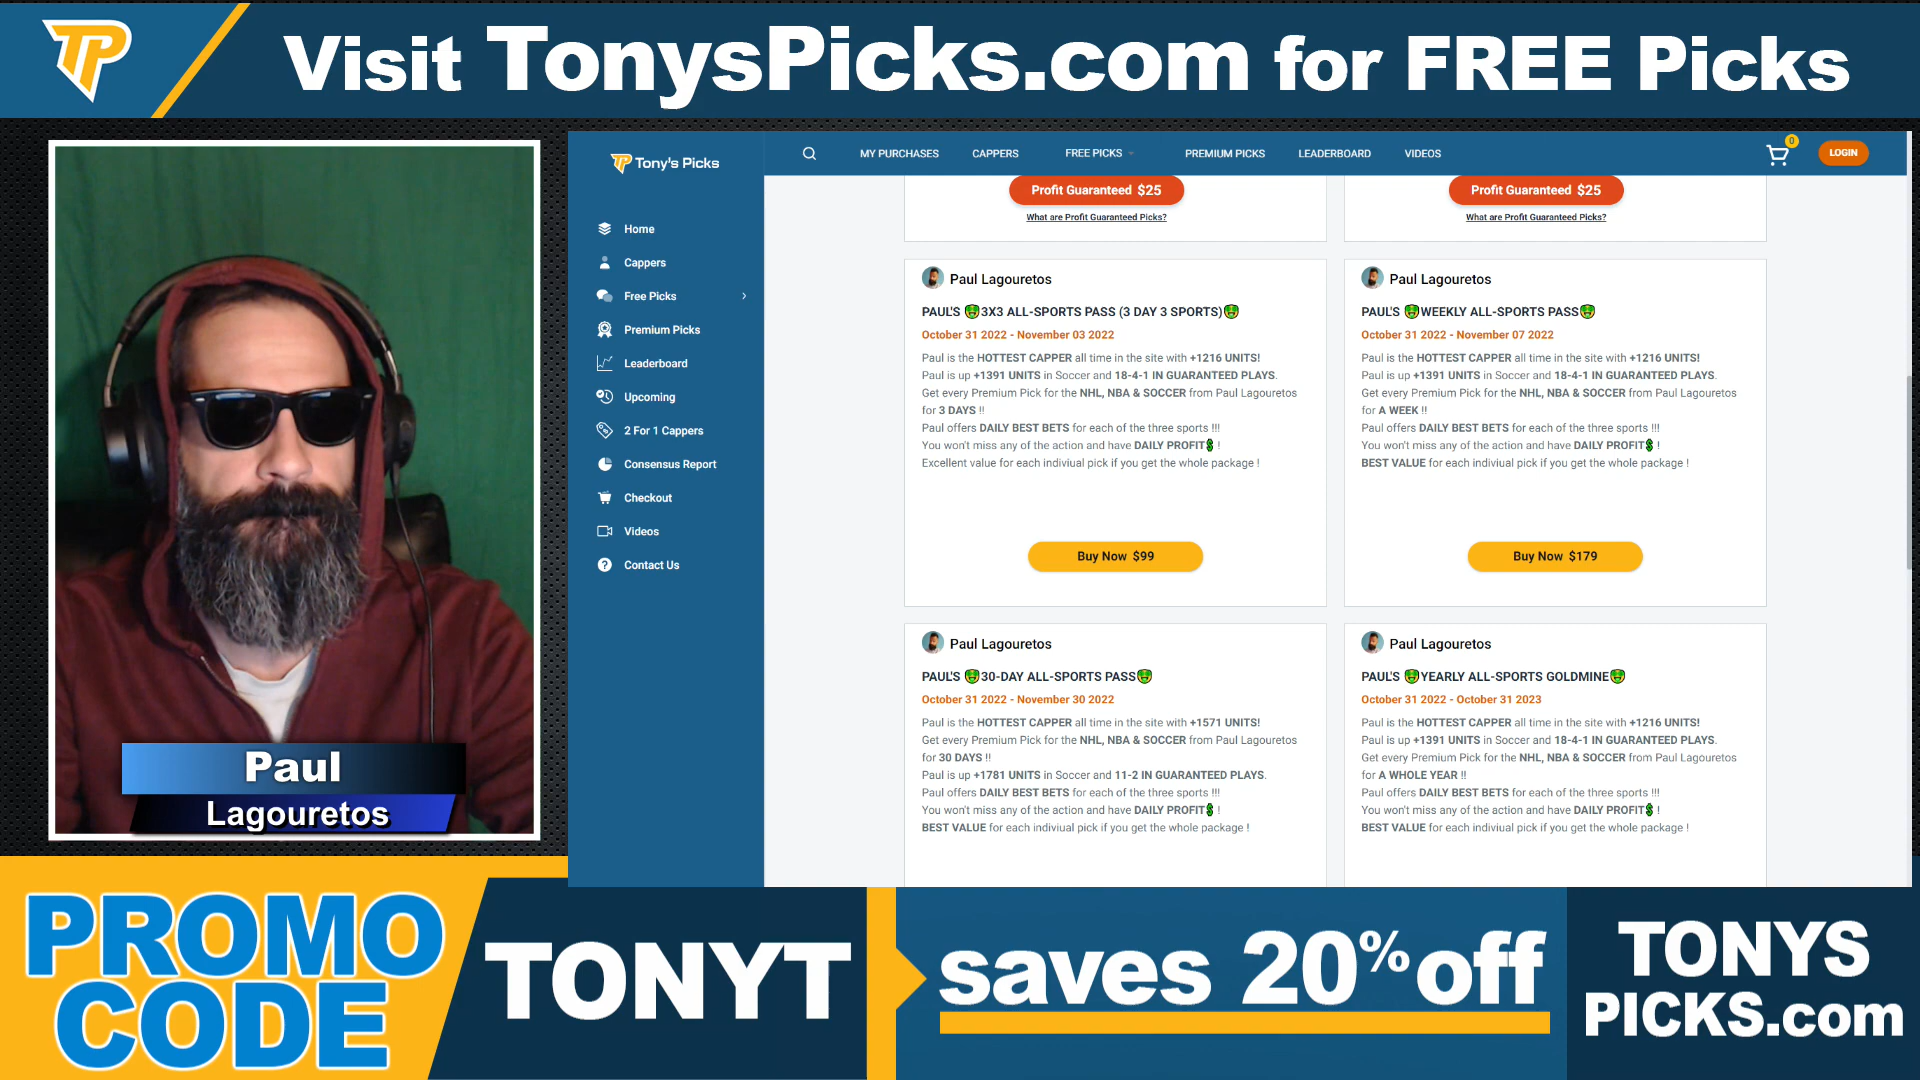 TP
Visit TonysPicks.com for FREE Picks
TP Tony's Picks
MY PURCHASES
CAPPERS
FREE PICKS
PREMIUM PICKS
LEADERBOARD
VIDEOS
0
LOGIN
Home
Cappers
Free Picks
Premium Picks
Leaderboard
Upcoming
2 For 1 Cappers
Consensus Report
Checkout
Videos
Contact Us
Profit Guaranteed $25
What are Profit Guaranteed Picks?
Profit Guaranteed $25
What are Profit Guaranteed Picks?
Paul Lagouretos
PAUL'S 🤑3X3 ALL-SPORTS PASS (3 DAY 3 SPORTS)🤑
October 31 2022 - November 03 2022
Paul is the HOTTEST CAPPER all time in the site with +1216 UNITS!
Paul is up +1391 UNITS in Soccer and 18-4-1 IN GUARANTEED PLAYS.
Get every Premium Pick for the NHL, NBA & SOCCER from Paul Lagouretos
for 3 DAYS !!
Paul offers DAILY BEST BETS for each of the three sports !!!
You won't miss any of the action and have DAILY PROFIT💲 !
Excellent value for each indiviual pick if you get the whole package !
Buy Now $99
Paul Lagouretos
PAUL'S 🤑WEEKLY ALL-SPORTS PASS🤑
October 31 2022 - November 07 2022
Paul is the HOTTEST CAPPER all time in the site with +1216 UNITS!
Paul is up +1391 UNITS in Soccer and 18-4-1 IN GUARANTEED PLAYS.
Get every Premium Pick for the NHL, NBA & SOCCER from Paul Lagouretos
for A WEEK !!
Paul offers DAILY BEST BETS for each of the three sports !!!
You won't miss any of the action and have DAILY PROFIT💲 !
BEST VALUE for each indiviual pick if you get the whole package !
Buy Now $179
Paul Lagouretos
PAUL'S 🤑30-DAY ALL-SPORTS PASS🤑
October 31 2022 - November 30 2022
Paul is the HOTTEST CAPPER all time in the site with +1571 UNITS!
Get every Premium Pick for the NHL, NBA & SOCCER from Paul Lagouretos
for 30 DAYS !!
Paul is up +1781 UNITS in Soccer and 11-2 IN GUARANTEED PLAYS.
Paul offers DAILY BEST BETS for each of the three sports !!!
You won't miss any of the action and have DAILY PROFIT💲 !
BEST VALUE for each indiviual pick if you get the whole package !
Paul Lagouretos
PAUL'S 🤑YEARLY ALL-SPORTS GOLDMINE🤑
October 31 2022 - October 31 2023
Paul is the HOTTEST CAPPER all time in the site with +1216 UNITS!
Paul is up +1391 UNITS in Soccer and 18-4-1 IN GUARANTEED PLAYS.
Get every Premium Pick for the NHL, NBA & SOCCER from Paul Lagouretos
for A WHOLE YEAR !!
Paul offers DAILY BEST BETS for each of the three sports !!!
You won't miss any of the action and have DAILY PROFIT💲 !
BEST VALUE for each indiviual pick if you get the whole package !
Paul
Lagouretos
PROMO
CODE
TONYT
saves 20% off
TONYS
PICKS.com